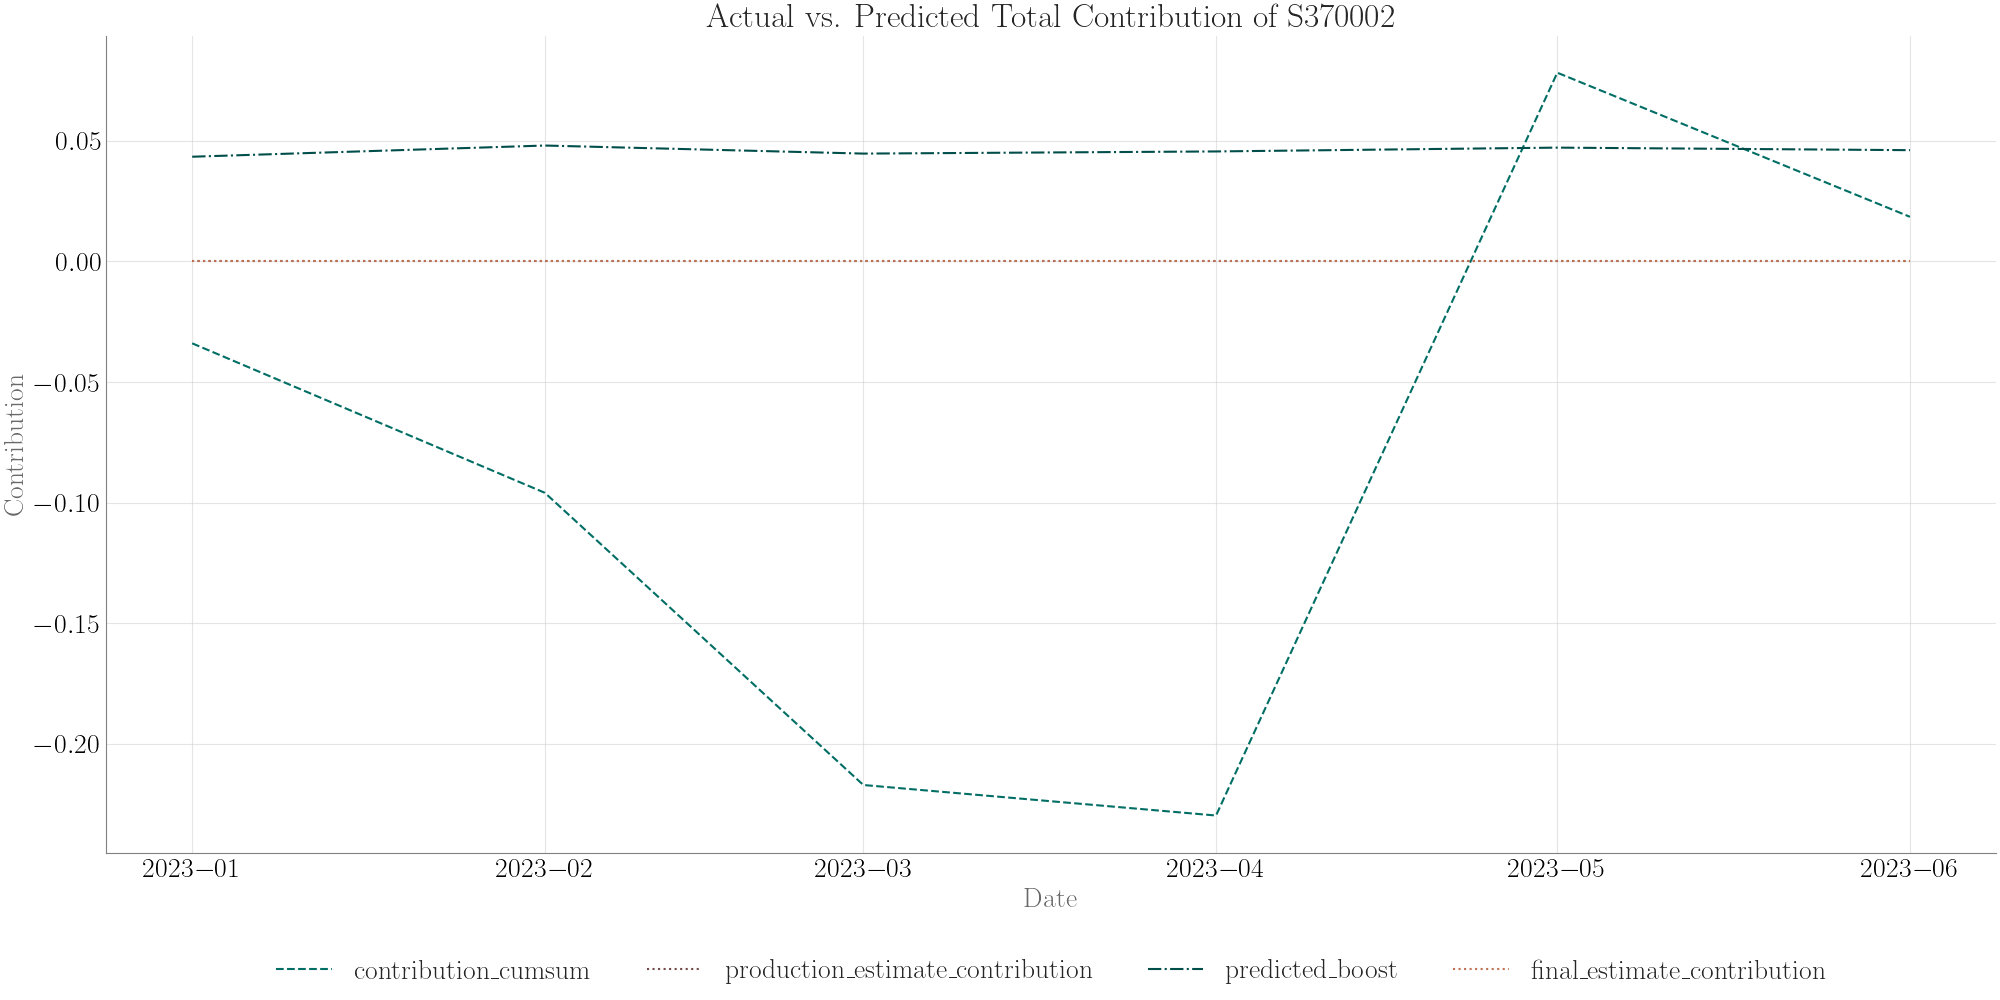 Actual vs. Predicted Total Contribution of S370002
Contribution
0.05
0.00
−0.05
−0.10
−0.15
−0.20
2023−01 2023−02 2023−03 2023−04 2023−05 2023−06
Date
contribution_cumsum production_estimate_contribution predicted_boost final_estimate_contribution